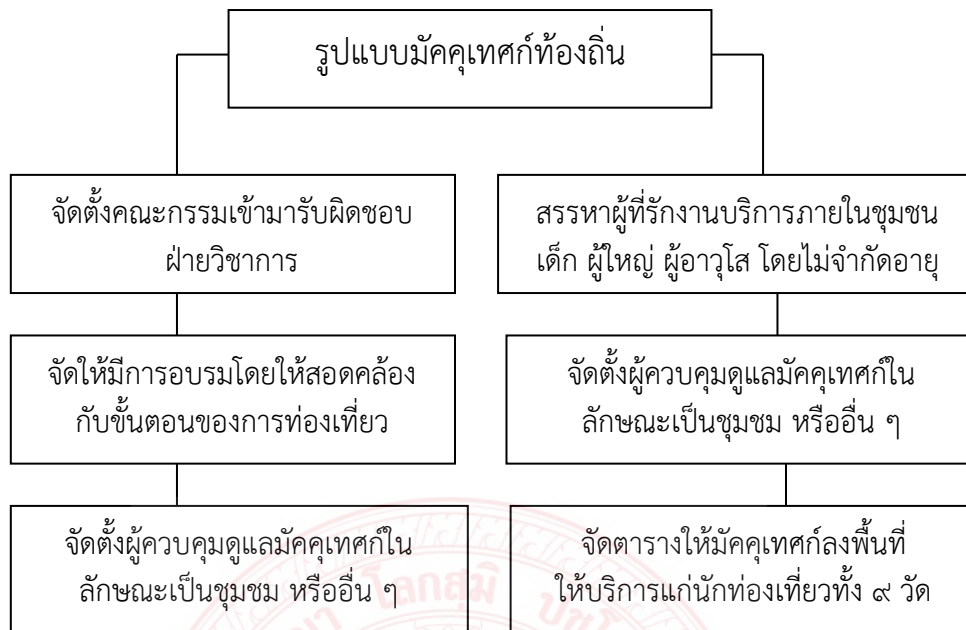 รูปแบบมัคคุเทศก์ท้องถิ่น
จัดตั้งคณะกรรมเข้ามารับผิดชอบ
ฝ่ายวิชาการ
สรรหาผู้ที่รักงานบริการภายในชุมชน
เด็ก ผู้ใหญ่ ผู้อาวุโส โดยไม่จำกัดอายุ
จัดให้มีการอบรมโดยให้สอดคล้อง
กับขั้นตอนของการท่องเที่ยว
จัดตั้งผู้ควบคุมดูแลมัคคุเทศก์ใน
ลักษณะเป็นชุมชม หรืออื่น ๆ
จัดตั้งผู้ควบคุมดูแลมัคคุเทศก์ใน
ลักษณะเป็นชุมชม หรืออื่น ๆ
จัดตารางให้มัคคุเทศก์ลงพื้นที่
ให้บริการแก่นักท่องเที่ยวทั้ง ๙ วัด
โลกสฺมิ